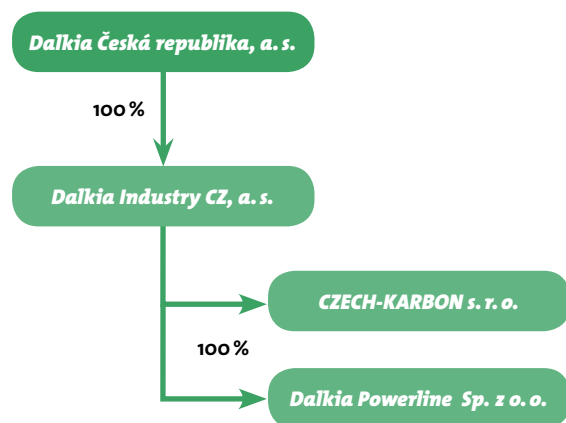 Dalkia Česká republika, a. s.
100 %
Dalkia Industry CZ, a. s.
CZECH-KARBON s. r. o.
100 %
Dalkia Powerline Sp. z o. o.